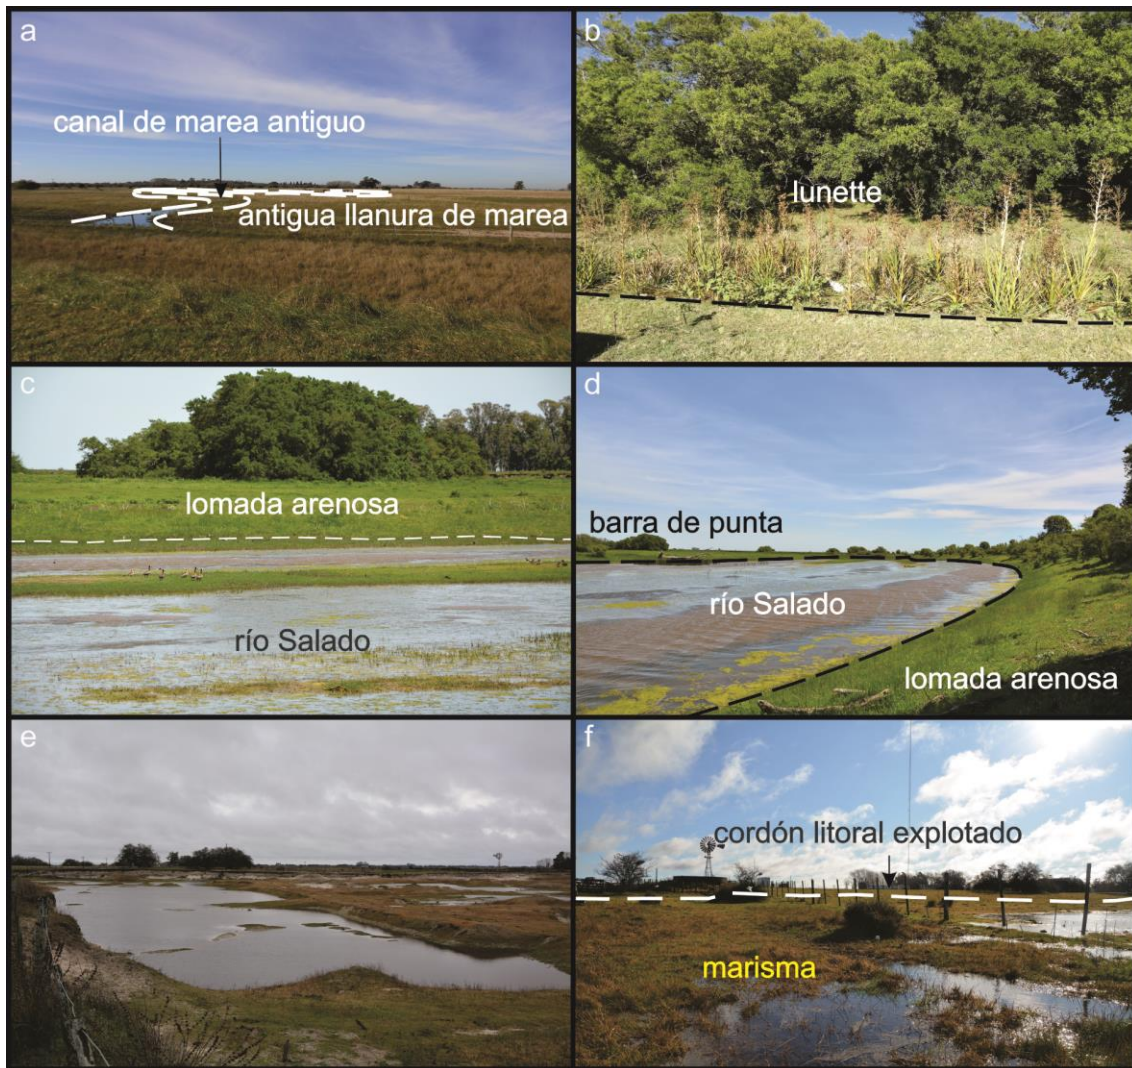 a
canal de marea antiguo
antigua llanura de marea
b
lunette
c
lomada arenosa
río Salado
d
barra de punta
río Salado
lomada arenosa
e
f
cordón litoral explotado
marisma